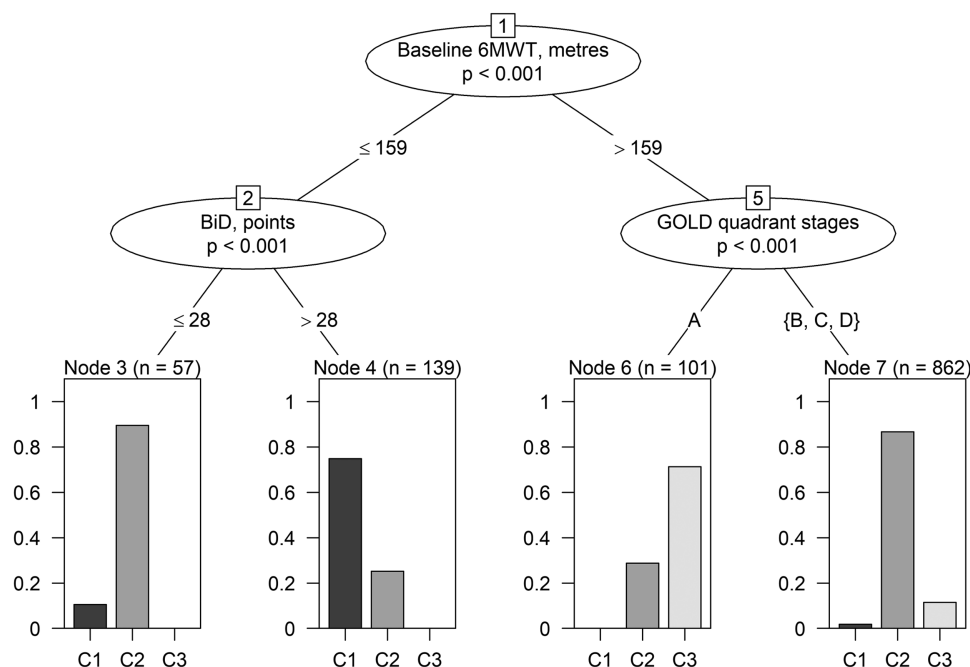 1
Baseline 6MWT, metres
p < 0.001
≤ 159
> 159
2
BiD, points
p < 0.001
5
GOLD quadrant stages
p < 0.001
≤ 28
> 28
A
{B, C, D}
Node 3 (n = 57)
1
0.8
0.6
0.4
0.2
0
C1 C2 C3
Node 4 (n = 139)
1
0.8
0.6
0.4
0.2
0
C1 C2 C3
Node 6 (n = 101)
1
0.8
0.6
0.4
0.2
0
C1 C2 C3
Node 7 (n = 862)
1
0.8
0.6
0.4
0.2
0
C1 C2 C3